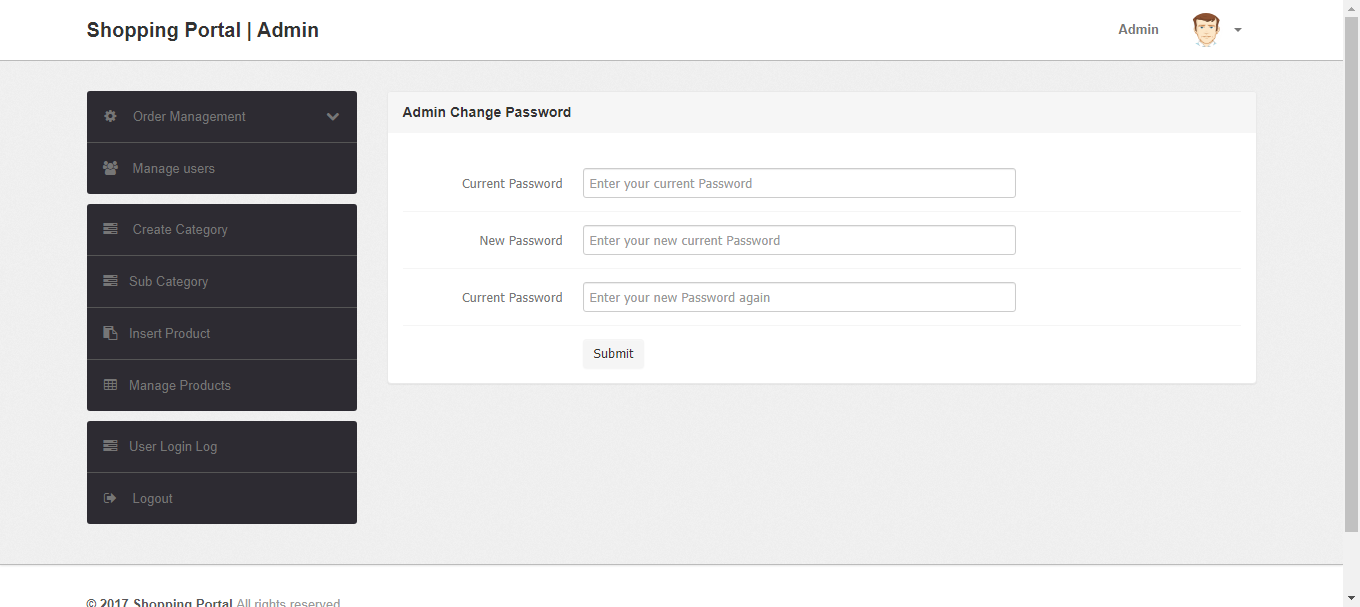 Shopping Portal | Admin
Admin
Order Management
Manage users
Create Category
Sub Category
Insert Product
Manage Products
User Login Log
Logout
Admin Change Password
Current Password Enter your current Password
New Password Enter your new current Password
Current Password Enter your new Password again
Submit
© 2017 Shopping Portal All rights reserved